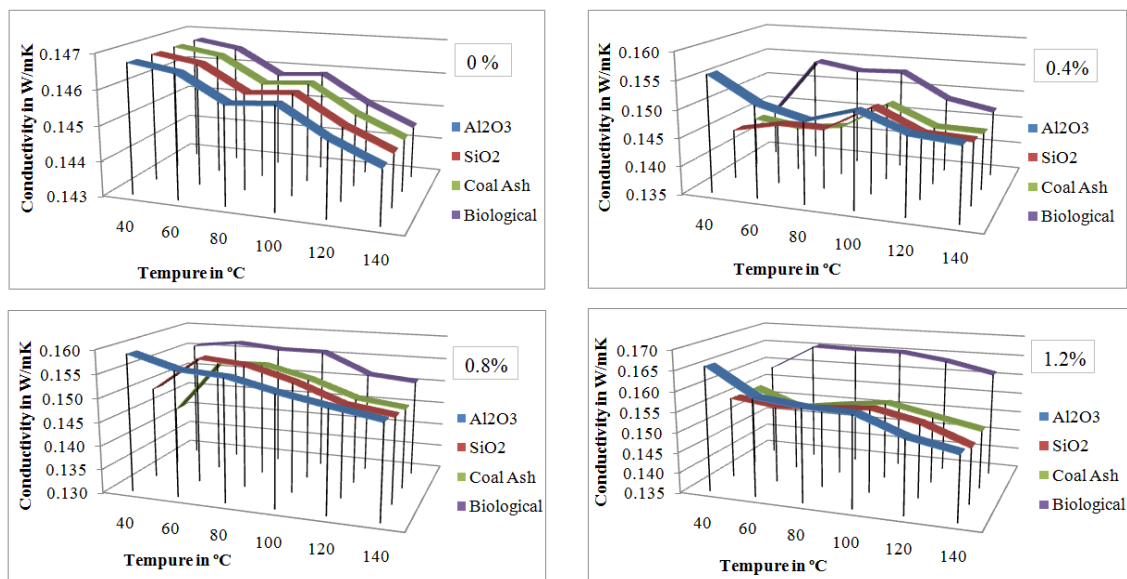 0 %
Conductivity in W/mK
0.147
0.146
0.145
0.144
0.143
40
60
80
100
120
140
Tempure in ºC
Al2O3
SiO2
Coal Ash
Biological
0.4%
Conductivity in W/mK
0.160
0.155
0.150
0.145
0.140
0.135
40
60
80
100
120
140
Tempure in ºC
Al2O3
SiO2
Coal Ash
Biological
0.8%
Conductivity in W/mK
0.160
0.155
0.150
0.145
0.140
0.135
0.130
40
60
80
100
120
140
Tempure in ºC
Al2O3
SiO2
Coal Ash
Biological
1.2%
Conductivity in W/mK
0.170
0.165
0.160
0.155
0.150
0.145
0.140
0.135
40
60
80
100
120
140
Tempure in ºC
Al2O3
SiO2
Coal Ash
Biological